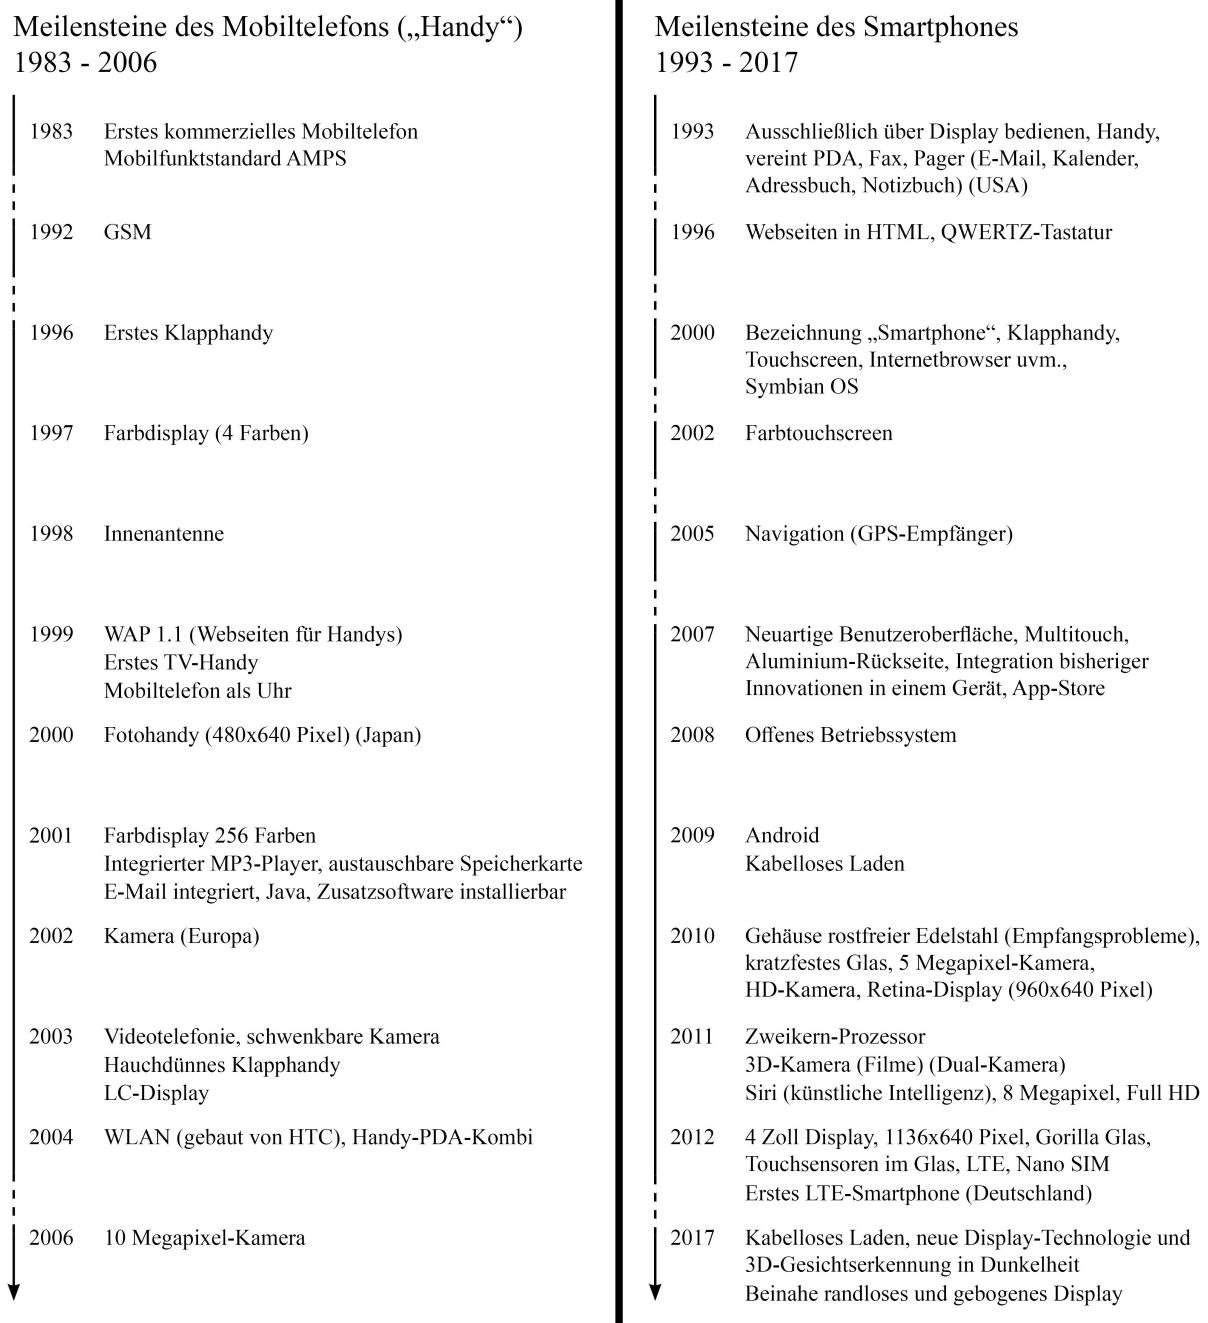 Meilensteine des Mobiltelefons („Handy“)
1983 - 2006
1983 Erstes kommerzielles Mobiltelefon
Mobilfunktstandard AMPS
1992 GSM
1996 Erstes Klapphandy
1997 Farbdisplay (4 Farben)
1998 Innenantenne
1999 WAP 1.1 (Webseiten für Handys)
Erstes TV-Handy
Mobiltelefon als Uhr
2000 Fotohandy (480x640 Pixel) (Japan)
2001 Farbdisplay 256 Farben
Integrierter MP3-Player, austauschbare Speicherkarte
E-Mail integriert, Java, Zusatzsoftware installierbar
2002 Kamera (Europa)
2003 Videotelefonie, schwenkbare Kamera
Hauchdünnes Klapphandy
LC-Display
2004 WLAN (gebaut von HTC), Handy-PDA-Kombi
2006 10 Megapixel-Kamera
Meilensteine des Smartphones
1993 - 2017
1993 Ausschließlich über Display bedienen, Handy,
vereint PDA, Fax, Pager (E-Mail, Kalender,
Adressbuch, Notizbuch) (USA)
1996 Webseiten in HTML, QWERTZ-Tastatur
2000 Bezeichnung „Smartphone“, Klapphandy,
Touchscreen, Internetbrowser uvm.,
Symbian OS
2002 Farbtouchscreen
2005 Navigation (GPS-Empfänger)
2007 Neuartige Benutzeroberfläche, Multitouch,
Aluminium-Rückseite, Integration bisheriger
Innovationen in einem Gerät, App-Store
2008 Offenes Betriebssystem
2009 Android
Kabelloses Laden
2010 Gehäuse rostfreier Edelstahl (Empfangsprobleme),
kratzfestes Glas, 5 Megapixel-Kamera,
HD-Kamera, Retina-Display (960x640 Pixel)
2011 Zweikern-Prozessor
3D-Kamera (Filme) (Dual-Kamera)
Siri (künstliche Intelligenz), 8 Megapixel, Full HD
2012 4 Zoll Display, 1136x640 Pixel, Gorilla Glas,
Touchsensoren im Glas, LTE, Nano SIM
Erstes LTE-Smartphone (Deutschland)
2017 Kabelloses Laden, neue Display-Technologie und
3D-Gesichtserkennung in Dunkelheit
Beinahe randloses und gebogenes Display